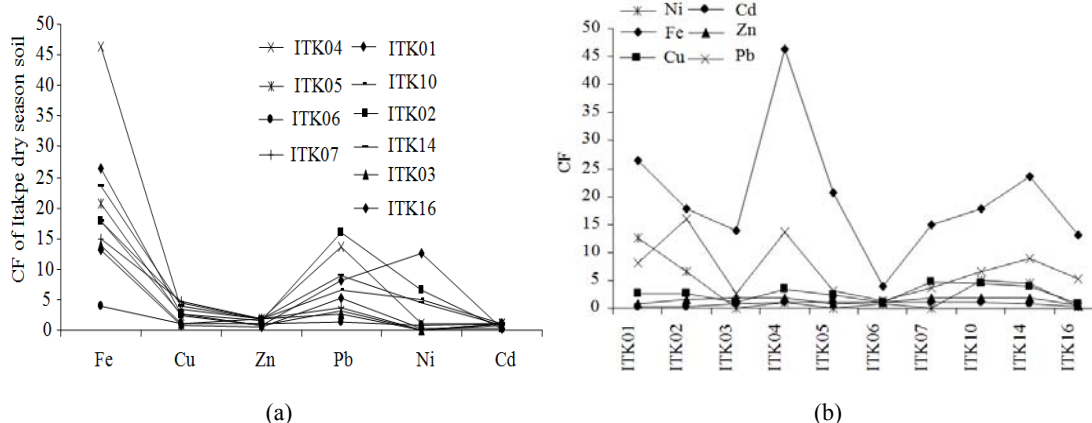 CF of Itakpe dry season soil
50
45
40
35
30
25
20
15
10
5
0
Fe Cu Zn Pb Ni Cd
ITK04 ITK01
ITK05 ITK10
ITK06 ITK02
ITK07 ITK14
ITK03
ITK16
(a)
Ni Cd
Fe Zn
Cu Pb
CF
50
45
40
35
30
25
20
15
10
5
0
ITK01 ITK02 ITK03 ITK04 ITK05 ITK06 ITK07 ITK10 ITK14 ITK16
(b)